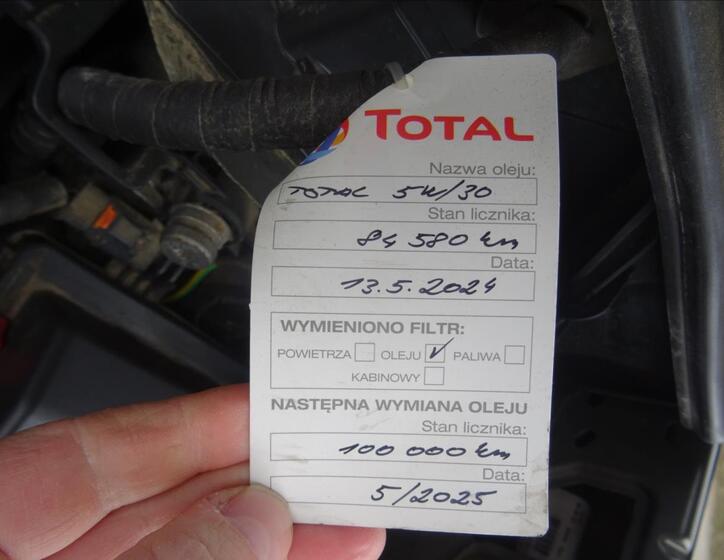 TOTAL
Nazwa oleju:
TOTAL 5W/30
Stan licznika:
84 580 km
Data:
13.5.2024
WYMIENIONO FILTR:
POWIETRZA OLEJU PALIWA
KABINOWY
NASTĘPNA WYMIANA OLEJU
Stan licznika:
100 000 km
Data:
5/2025